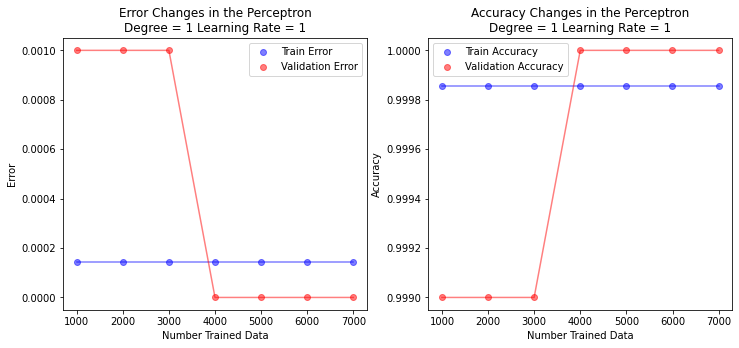 Error Changes in the Perceptron
Degree = 1 Learning Rate = 1
Train Error
Validation Error
0.0010
0.0008
0.0006
0.0004
0.0002
0.0000
Error
1000 2000 3000 4000 5000 6000 7000
Number Trained Data
Accuracy Changes in the Perceptron
Degree = 1 Learning Rate = 1
Train Accuracy
Validation Accuracy
1.0000
0.9998
0.9996
0.9994
0.9992
0.9990
Accuracy
1000 2000 3000 4000 5000 6000 7000
Number Trained Data